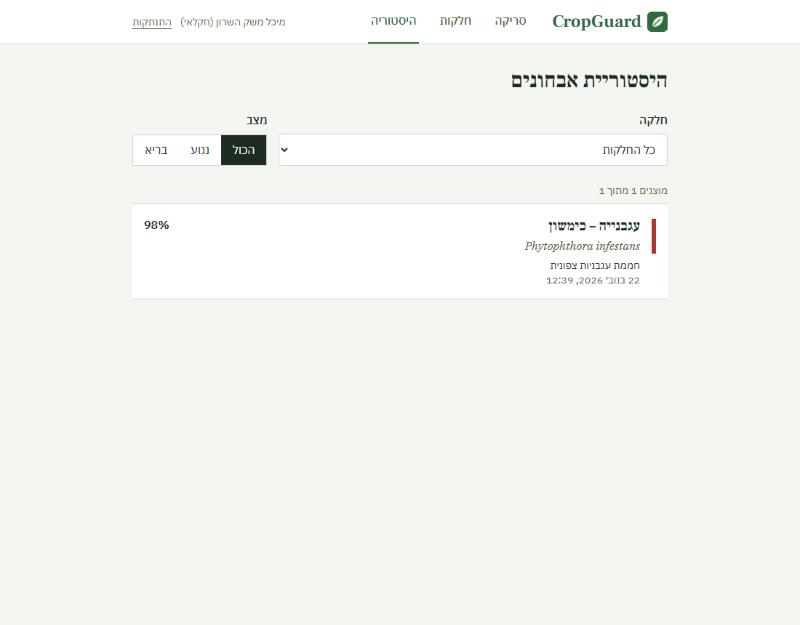 CropGuard
סריקה
חלקות
היסטוריה
מיכל משק השרון (חקלאי)
התנתקות
היסטוריית אבחונים
חלקה
כל החלקות
מצב
הכול
נגוע
בריא
מוצגים 1 מתוך 1
עגבנייה – כימשון
98%
Phytophthora infestans
חממת עגבניות צפונית
22 בנוב׳ 2026, 12:39